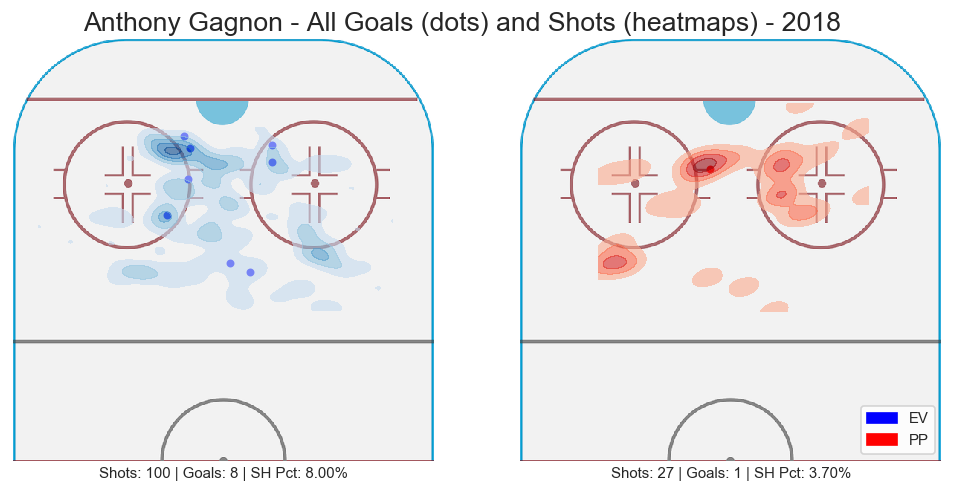 Anthony Gagnon - All Goals (dots) and Shots (heatmaps) - 2018
EV
PP
Shots: 100 | Goals: 8 | SH Pct: 8.00%
Shots: 27 | Goals: 1 | SH Pct: 3.70%